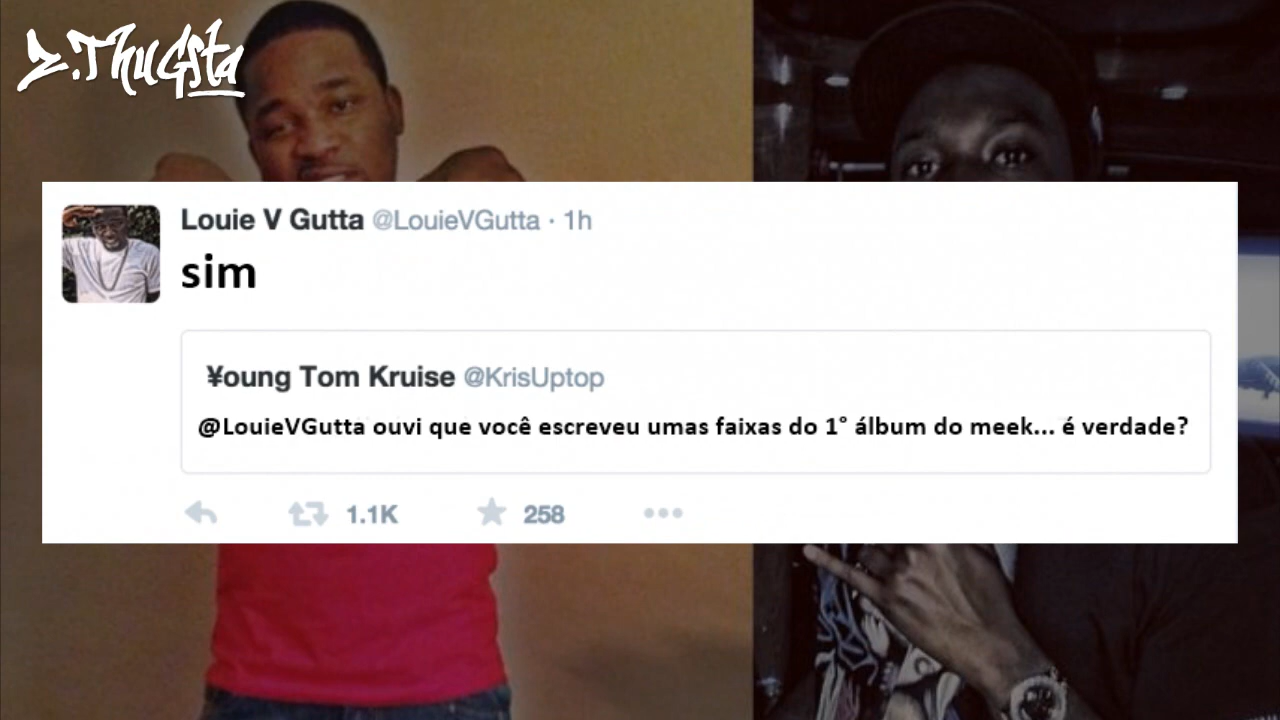 Z.Thugsta
Louie V Gutta @LouieVGutta · 1h
sim
¥oung Tom Kruise @KrisUptop
@LouieVGutta ouvi que você escreveu umas faixas do 1° álbum do meek... é verdade?
1.1K 258